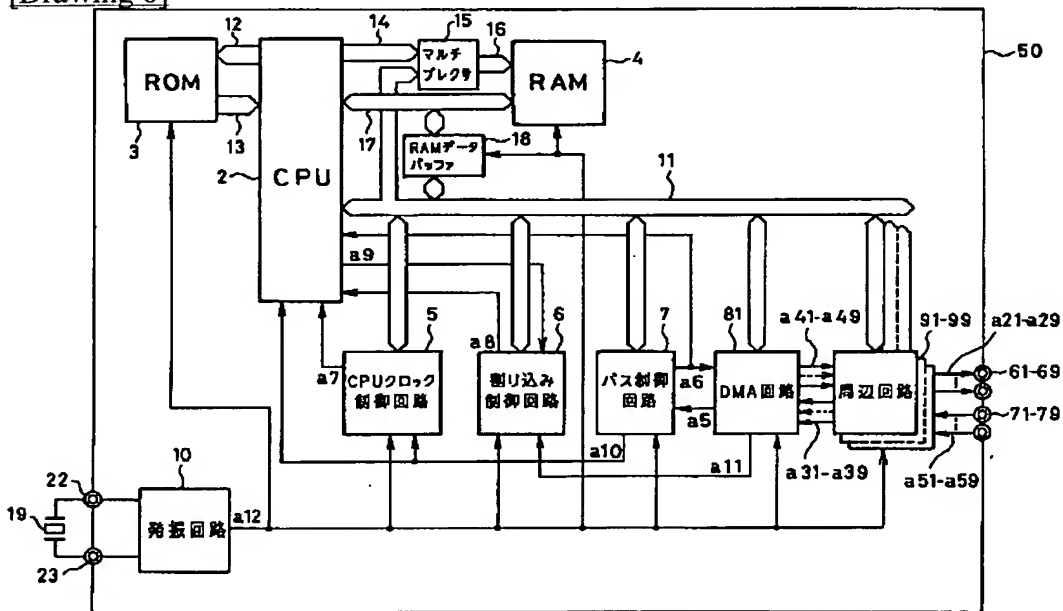 [Drawing 6]
12
14
15
16
50
ROM
マルチ
プレクサ
RAM
4
3
13
17
18
2
CPU
RAMデータ
バッファ
11
a9
5
a8
6
7
81
a41-a49
91-99
a21-a29
a7
CPUクロック
制御回路
割り込み
制御回路
バス制御
回路
a6
a5
DMA回路
周辺回路
61-69
71-79
a10
a11
a31-a39
a51-a59
10
22
19
発振回路
a12
23